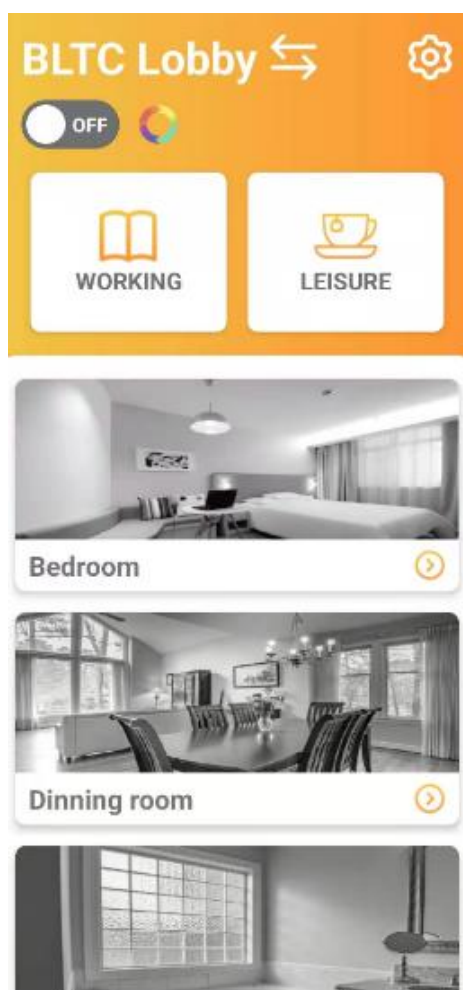 BLTC Lobby
OFF
WORKING
LEISURE
Bedroom
Dinning room